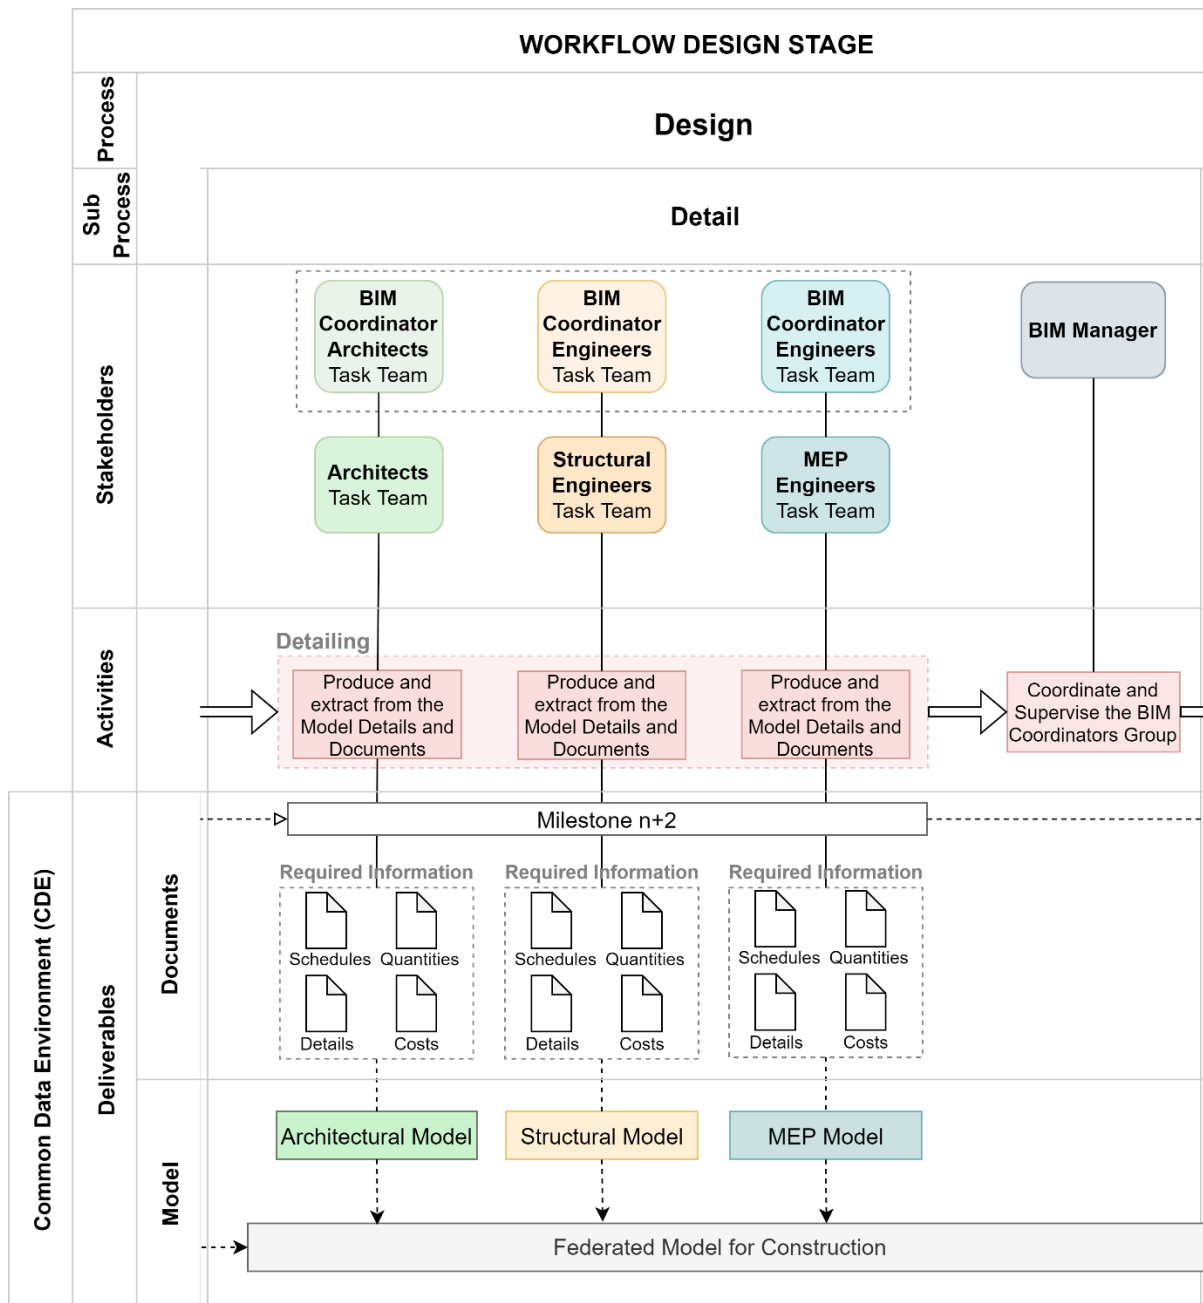 WORKFLOW DESIGN STAGE
Process
Design
Sub
Process
Detail
Stakeholders
BIM
Coordinator
Architects
Task Team
BIM
Coordinator
Engineers
Task Team
BIM
Coordinator
Engineers
Task Team
BIM Manager
Architects
Task Team
Structural
Engineers
Task Team
MEP
Engineers
Task Team
Activities
Detailing
Produce and
extract from the
Model Details and
Documents
Produce and
extract from the
Model Details and
Documents
Produce and
extract from the
Model Details and
Documents
Coordinate and
Supervise the BIM
Coordinators Group
Common Data Environment (CDE)
Deliverables
Documents
Milestone n+2
Required Information
Schedules
Quantities
Details
Costs
Required Information
Schedules
Quantities
Details
Costs
Required Information
Schedules
Quantities
Details
Costs
Model
Architectural Model
Structural Model
MEP Model
Federated Model for Construction